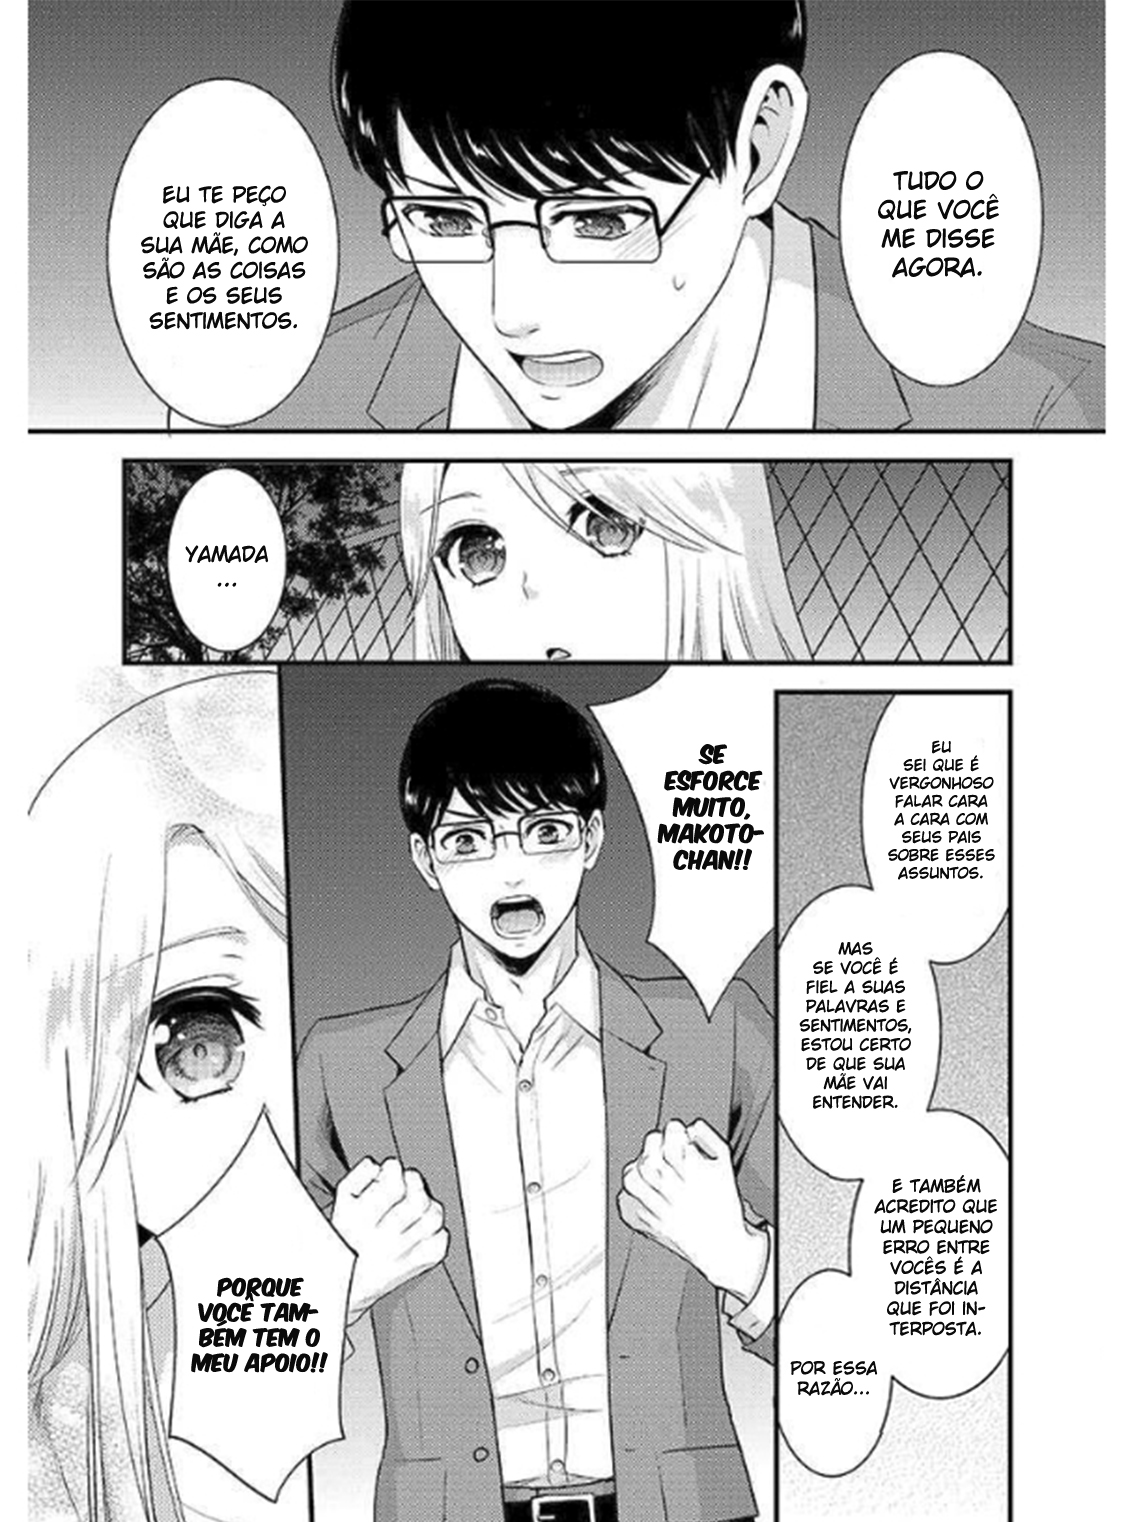 TUDO O
QUE VOCÊ
ME DISSE
AGORA.
EU TE PEÇO
QUE DIGA A
SUA MÃE, COMO
SÃO AS COISAS
E OS SEUS
SENTIMENTOS.
YAMADA
...
EU
SEI QUE É
VERGONHOSO
FALAR CARA
A CARA COM
SEUS PAIS
SOBRE ESSES
ASSUNTOS.
MAS
SE VOCÊ É
FIEL A SUAS
PALAVRAS E
SENTIMENTOS,
ESTOU CERTO
DE QUE SUA
MÃE VAI
ENTENDER.
E TAMBÉM
ACREDITO QUE
UM PEQUENO
ERRO ENTRE
VOCÊS É A
DISTÂNCIA
QUE FOI IN-
TERPOSTA.
POR ESSA
RAZÃO...
SE
ESFORCE
MUITO,
MAKOTO-
CHAN!!
PORQUE
VOCÊ TAM-
BÉM TEM O
MEU APOIO!!